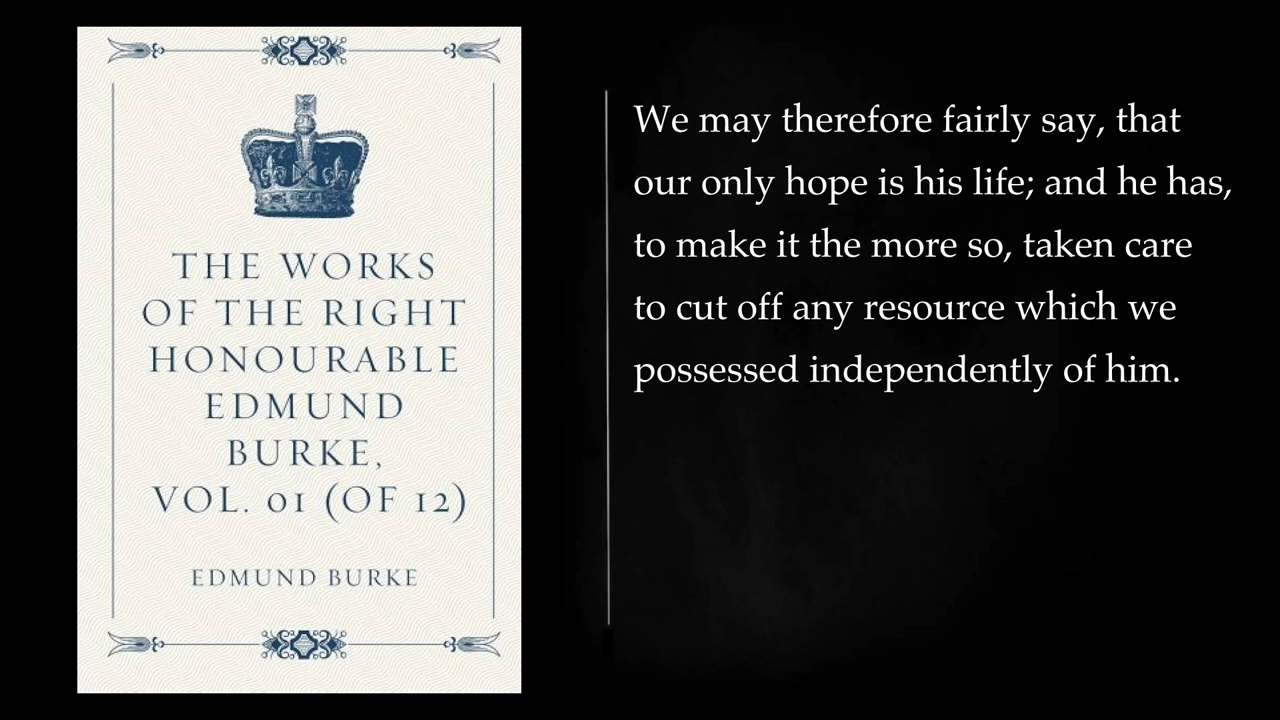 THE WORKS
OF THE RIGHT
HONOURABLE
EDMUND
BURKE,
VOL. 01 (OF 12)
EDMUND BURKE
We may therefore fairly say, that
our only hope is his life; and he has,
to make it the more so, taken care
to cut off any resource which we
possessed independently of him.